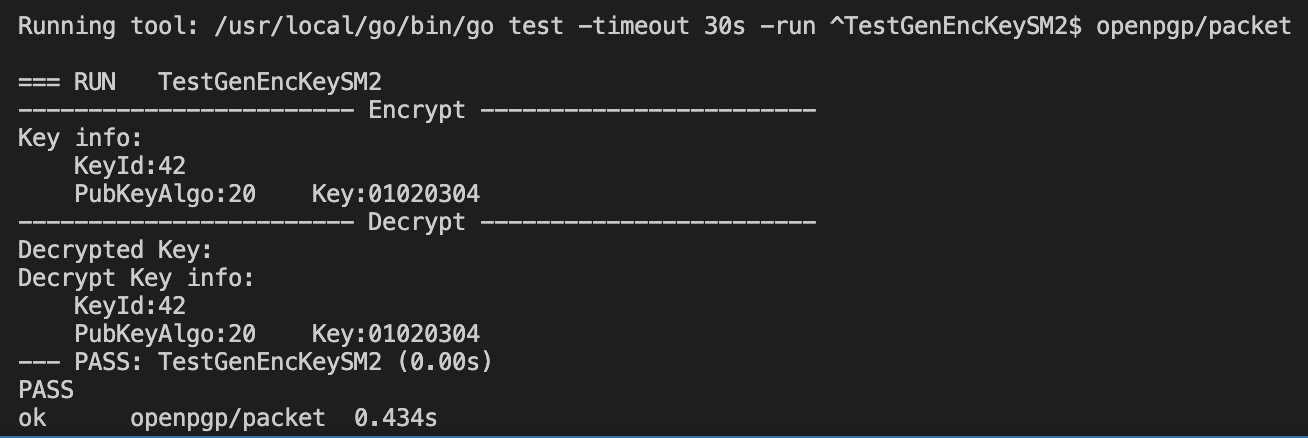 Running tool: /usr/local/go/bin/go test -timeout 30s -run ^TestGenEncKeySM2$ openpgp/packet
=== RUN   TestGenEncKeySM2
------------------------ Encrypt ------------------------
Key info:
    KeyId:42
    PubKeyAlgo:20    Key:01020304
------------------------ Decrypt ------------------------
Decrypted Key:
Decrypt Key info:
    KeyId:42
    PubKeyAlgo:20    Key:01020304
--- PASS: TestGenEncKeySM2 (0.00s)
PASS
ok      openpgp/packet  0.434s